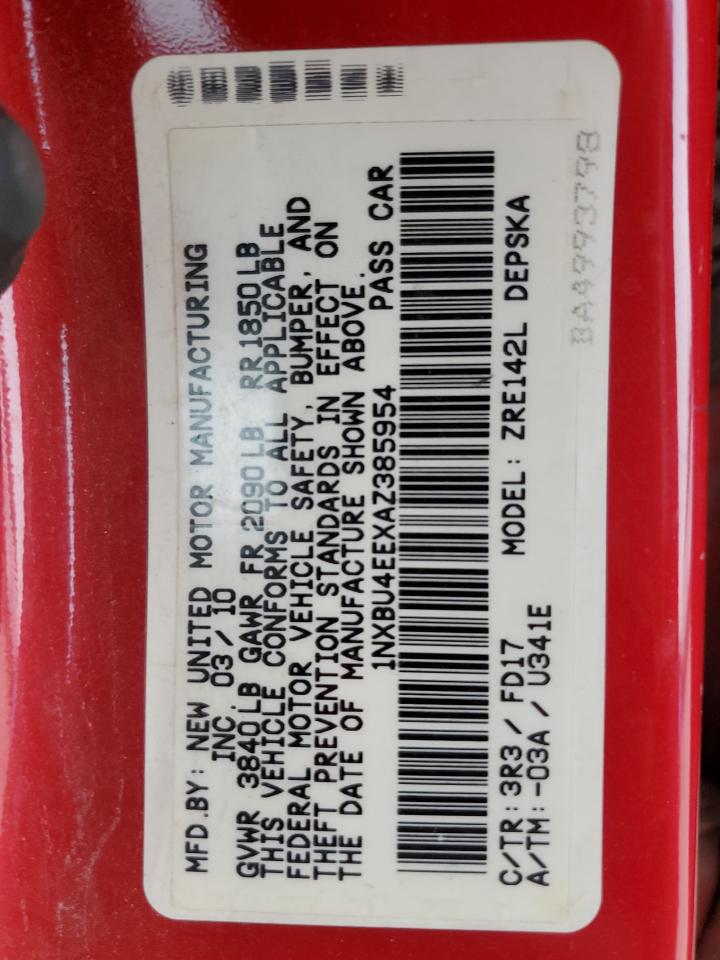 MFD.BY: NEW UNITED MOTOR MANUFACTURING
INC. 03/10
GVWR 3840LB GAWR FR 2090LB RR 1850LB
THIS VEHICLE CONFORMS TO ALL APPLICABLE
FEDERAL MOTOR VEHICLE SAFETY, BUMPER, AND
THEFT PREVENTION STANDARDS IN EFFECT ON
THE DATE OF MANUFACTURE SHOWN ABOVE.
1NXBU4EEXAZ385954 PASS CAR
C/TR: 3R3/FD17 MODEL: ZRE142L DEPSKA
A/TM: -03A/U341E